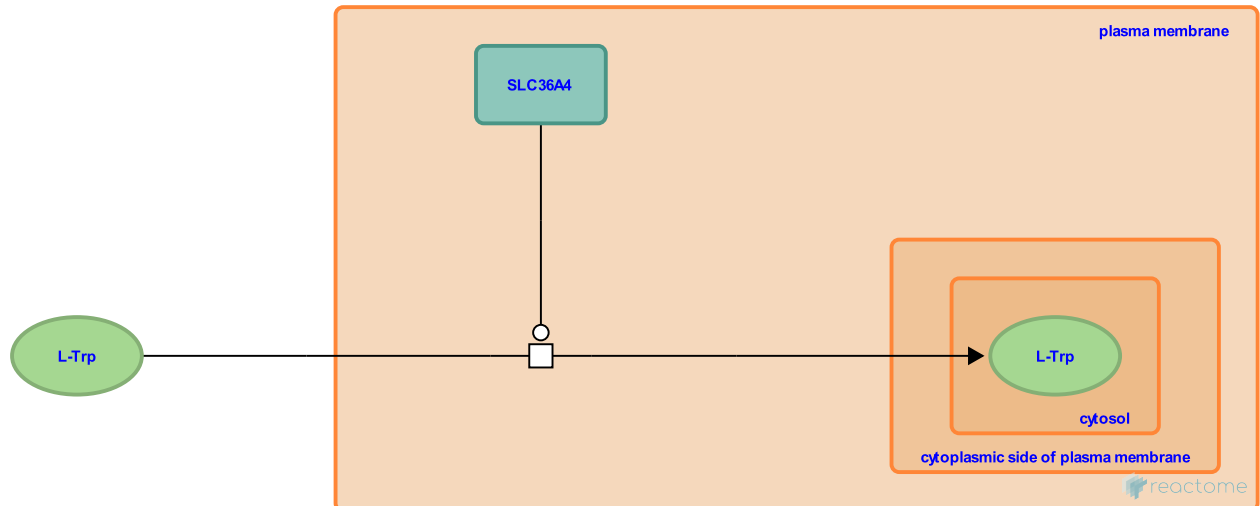 plasma membrane
SLC36A4
L-Trp
L-Trp
cytosol
cytoplasmic side of plasma membrane
reactome